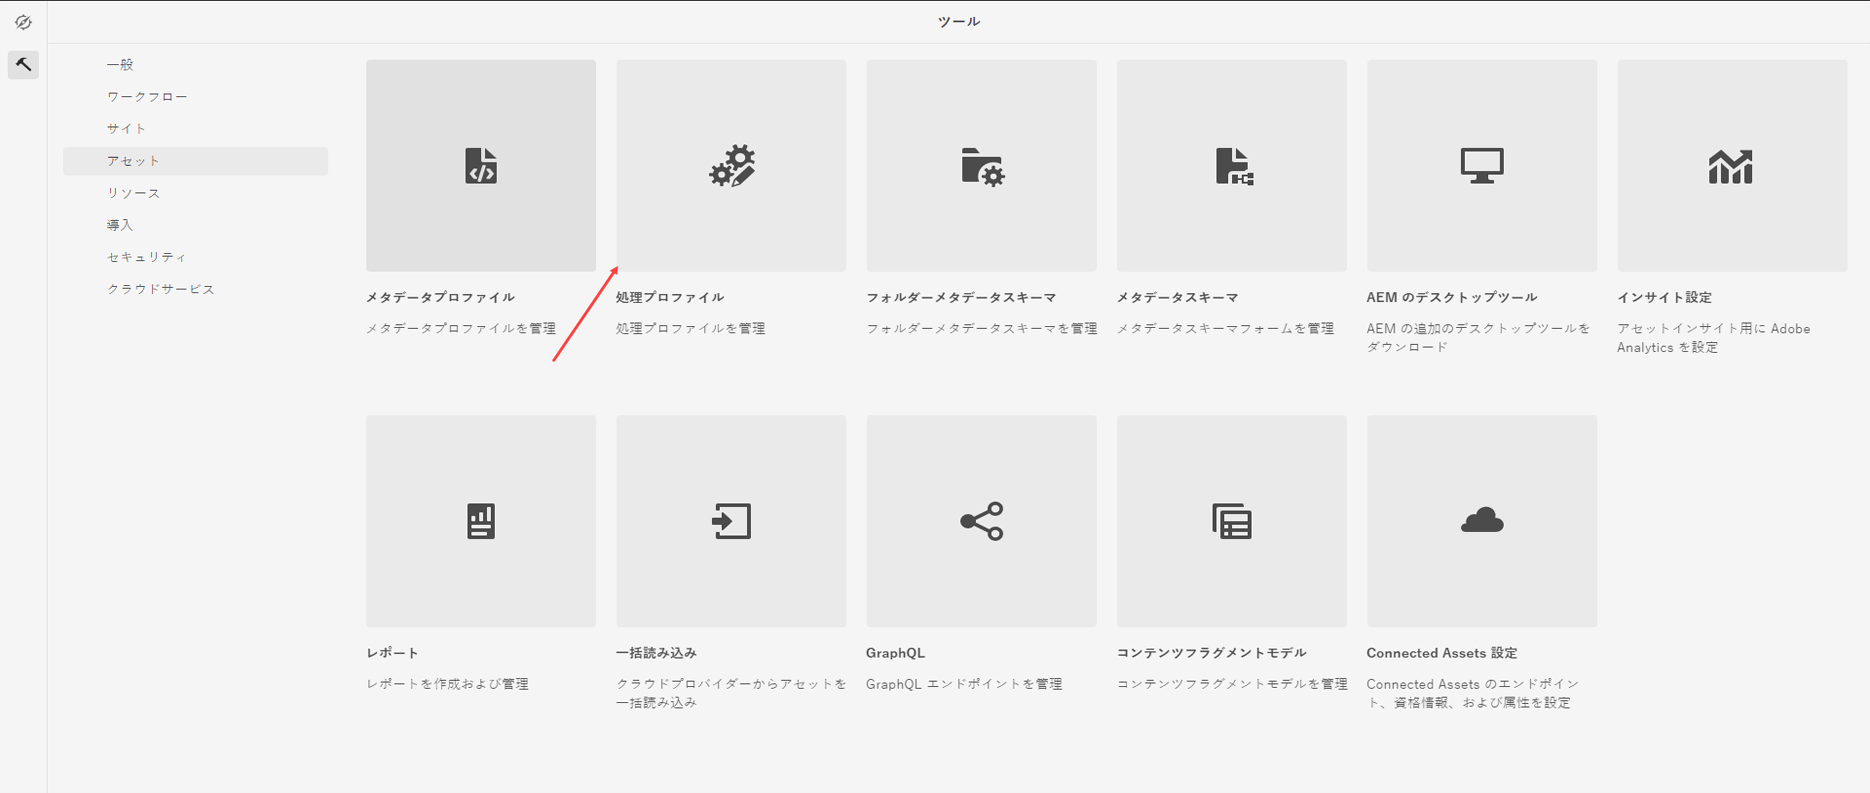 ツール
一般
ワークフロー
サイト
アセット
リソース
導入
セキュリティ
クラウドサービス
メタデータプロファイル
メタデータプロファイルを管理
処理プロファイル
処理プロファイルを管理
フォルダーメタデータスキーマ
フォルダーメタデータスキーマを管理
メタデータスキーマ
メタデータスキーマフォームを管理
AEM のデスクトップツール
AEM の追加のデスクトップツールを
ダウンロード
インサイト設定
アセットインサイト用に Adobe
Analytics を設定
レポート
レポートを作成および管理
一括読み込み
クラウドプロバイダーからアセットを
一括読み込み
GraphQL
GraphQL エンドポイントを管理
コンテンツフラグメントモデル
コンテンツフラグメントモデルを管理
Connected Assets 設定
Connected Assets のエンドポイン
ト、資格情報、および属性を設定